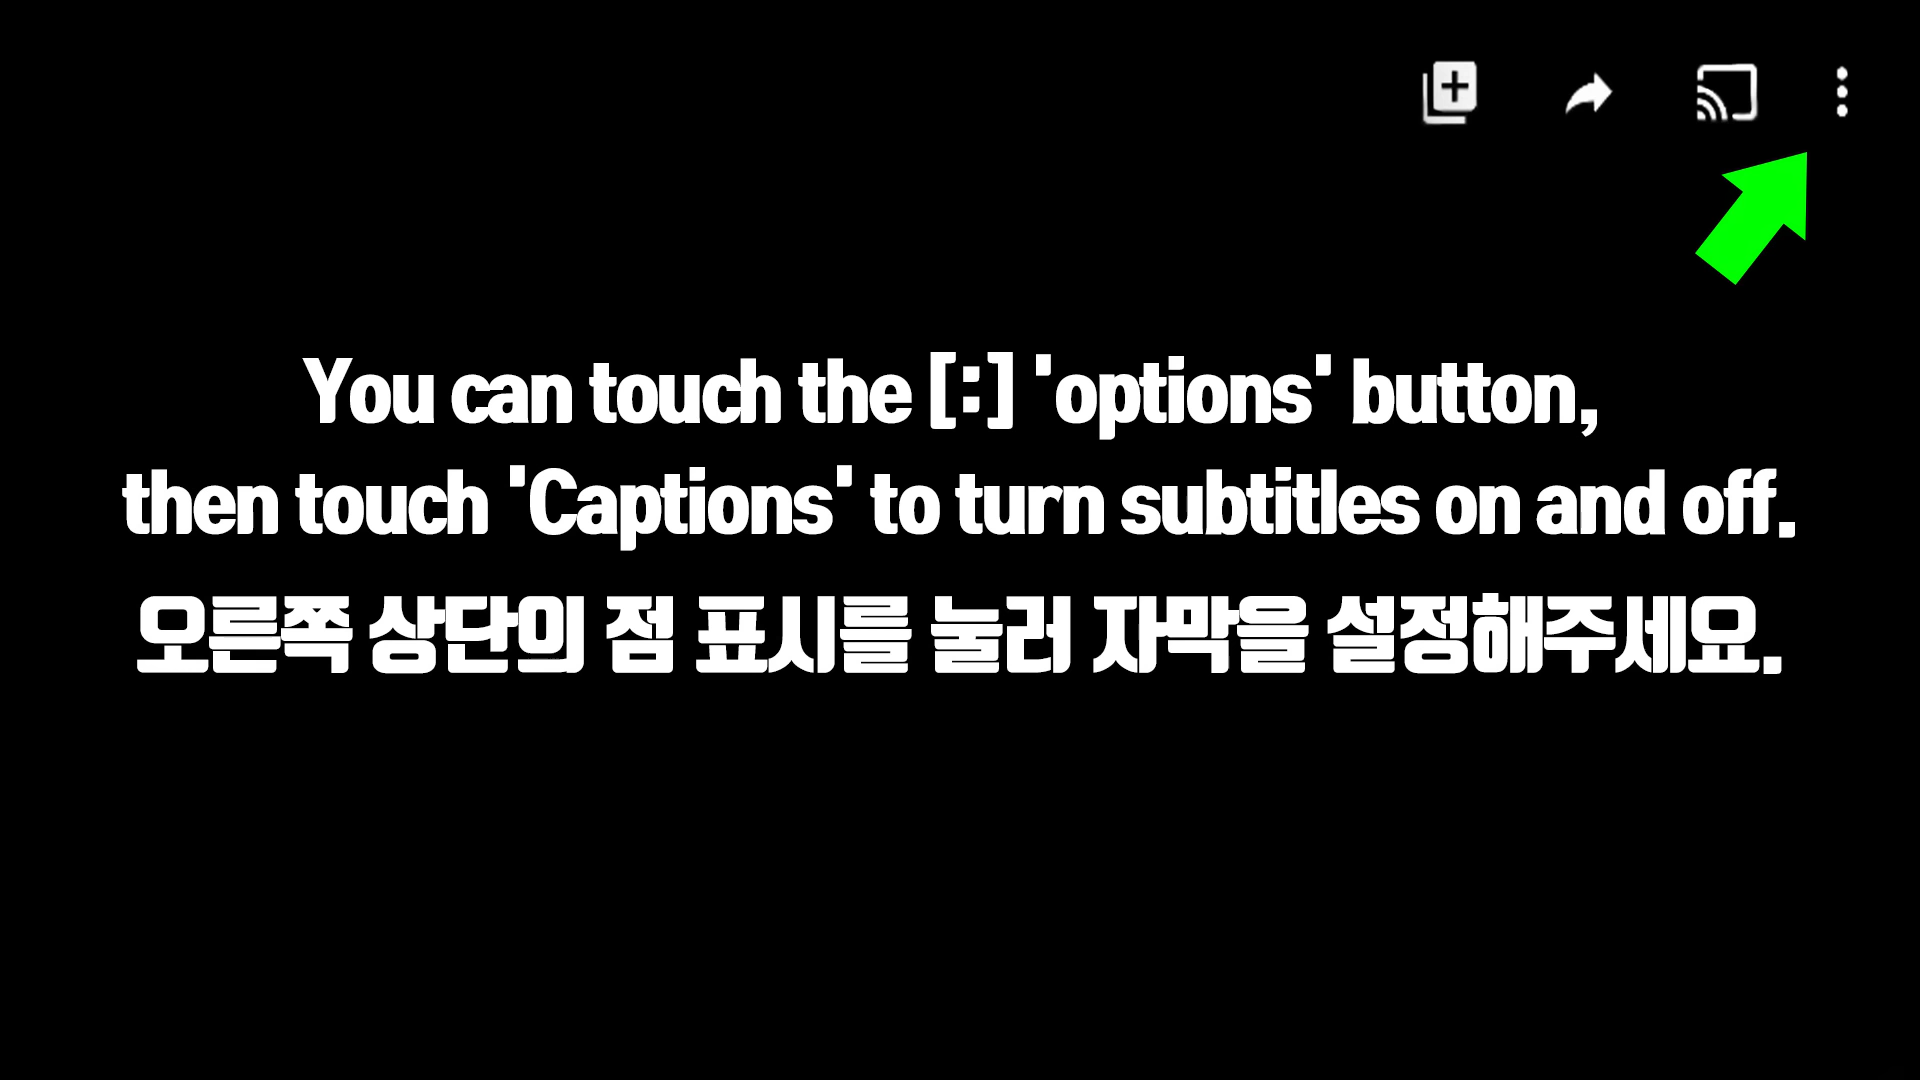 You can touch the [:] 'options' button,
then touch 'Captions' to turn subtitles on and off.
오른쪽 상단의 점 표시를 눌러 자막을 설정해주세요.